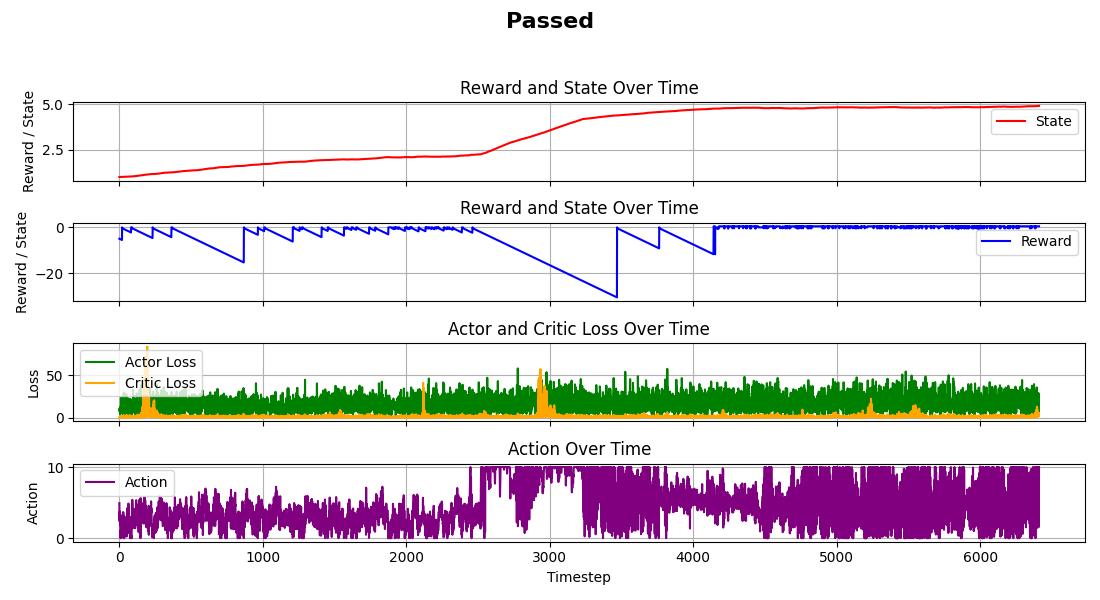 Passed
Reward and State Over Time
Reward / State
5.0
2.5
State
Reward and State Over Time
Reward / State
0
−20
Reward
Actor and Critic Loss Over Time
Loss
50
0
Actor Loss
Critic Loss
Action Over Time
Action
10
0
Action
0 1000 2000 3000 4000 5000 6000
Timestep